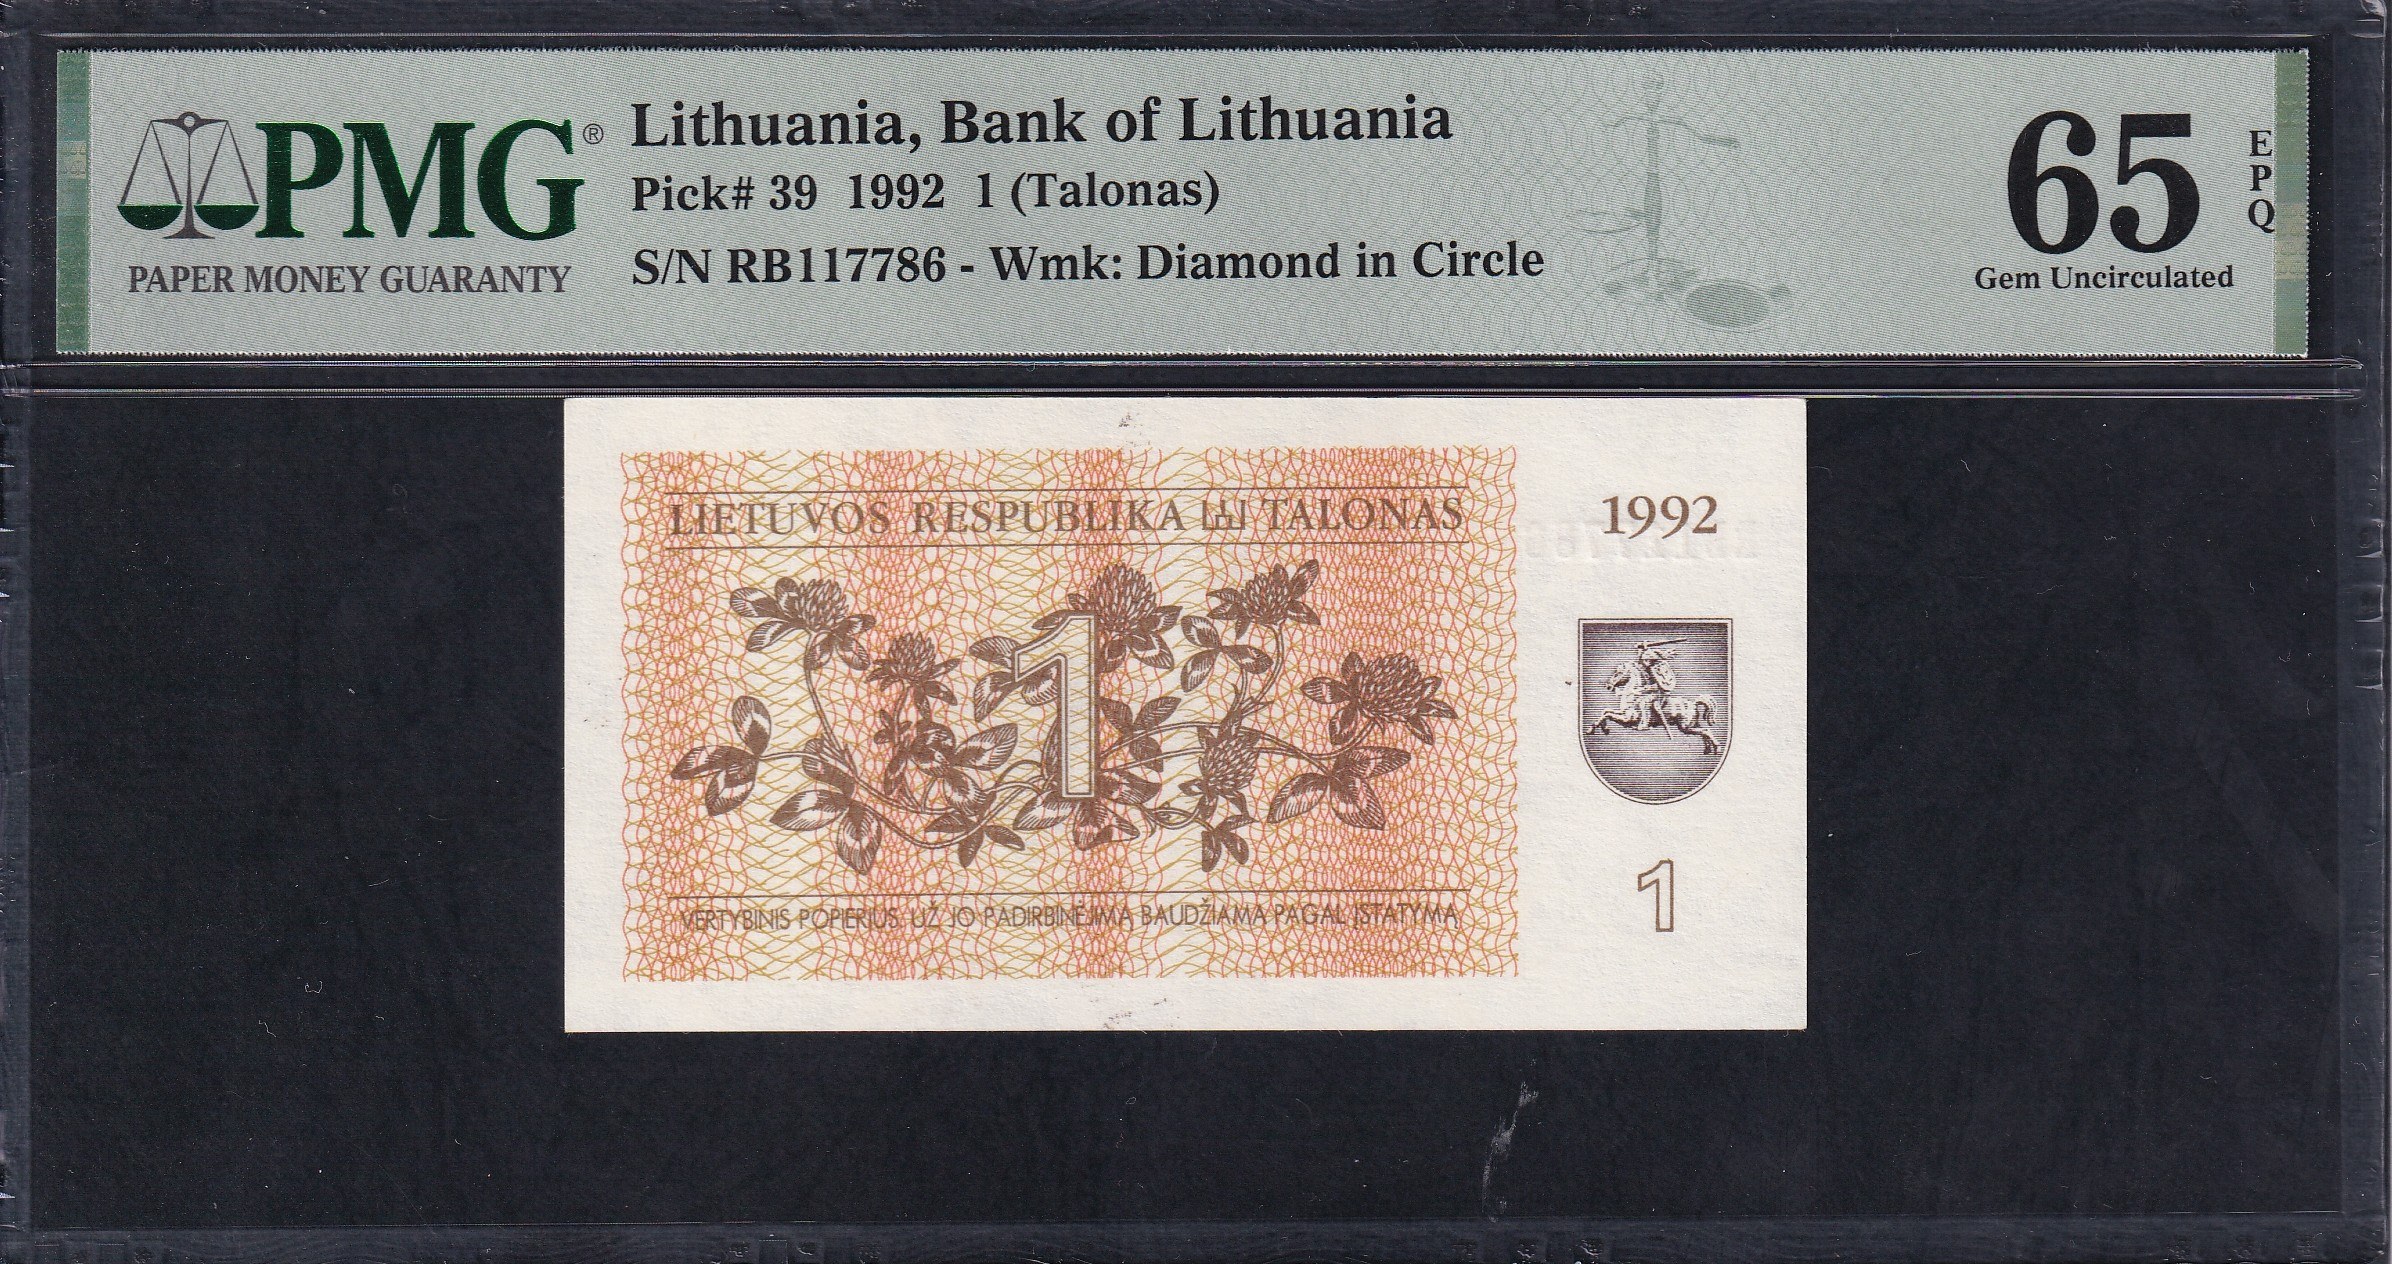 PMG®
PAPER MONEY GUARANTY
Lithuania, Bank of Lithuania
Pick# 39 1992 1 (Talonas)
S/N RB117786 - Wmk: Diamond in Circle
65
EPQ
Gem Uncirculated
LIETUVOS RESPUBLIKA TALONAS
1992
1
1
VERTYBINIS POPIERIUS UŽ JO PADIRBINĖJIMĄ BAUDŽIAMA PAGAL ĮSTATYMĄ